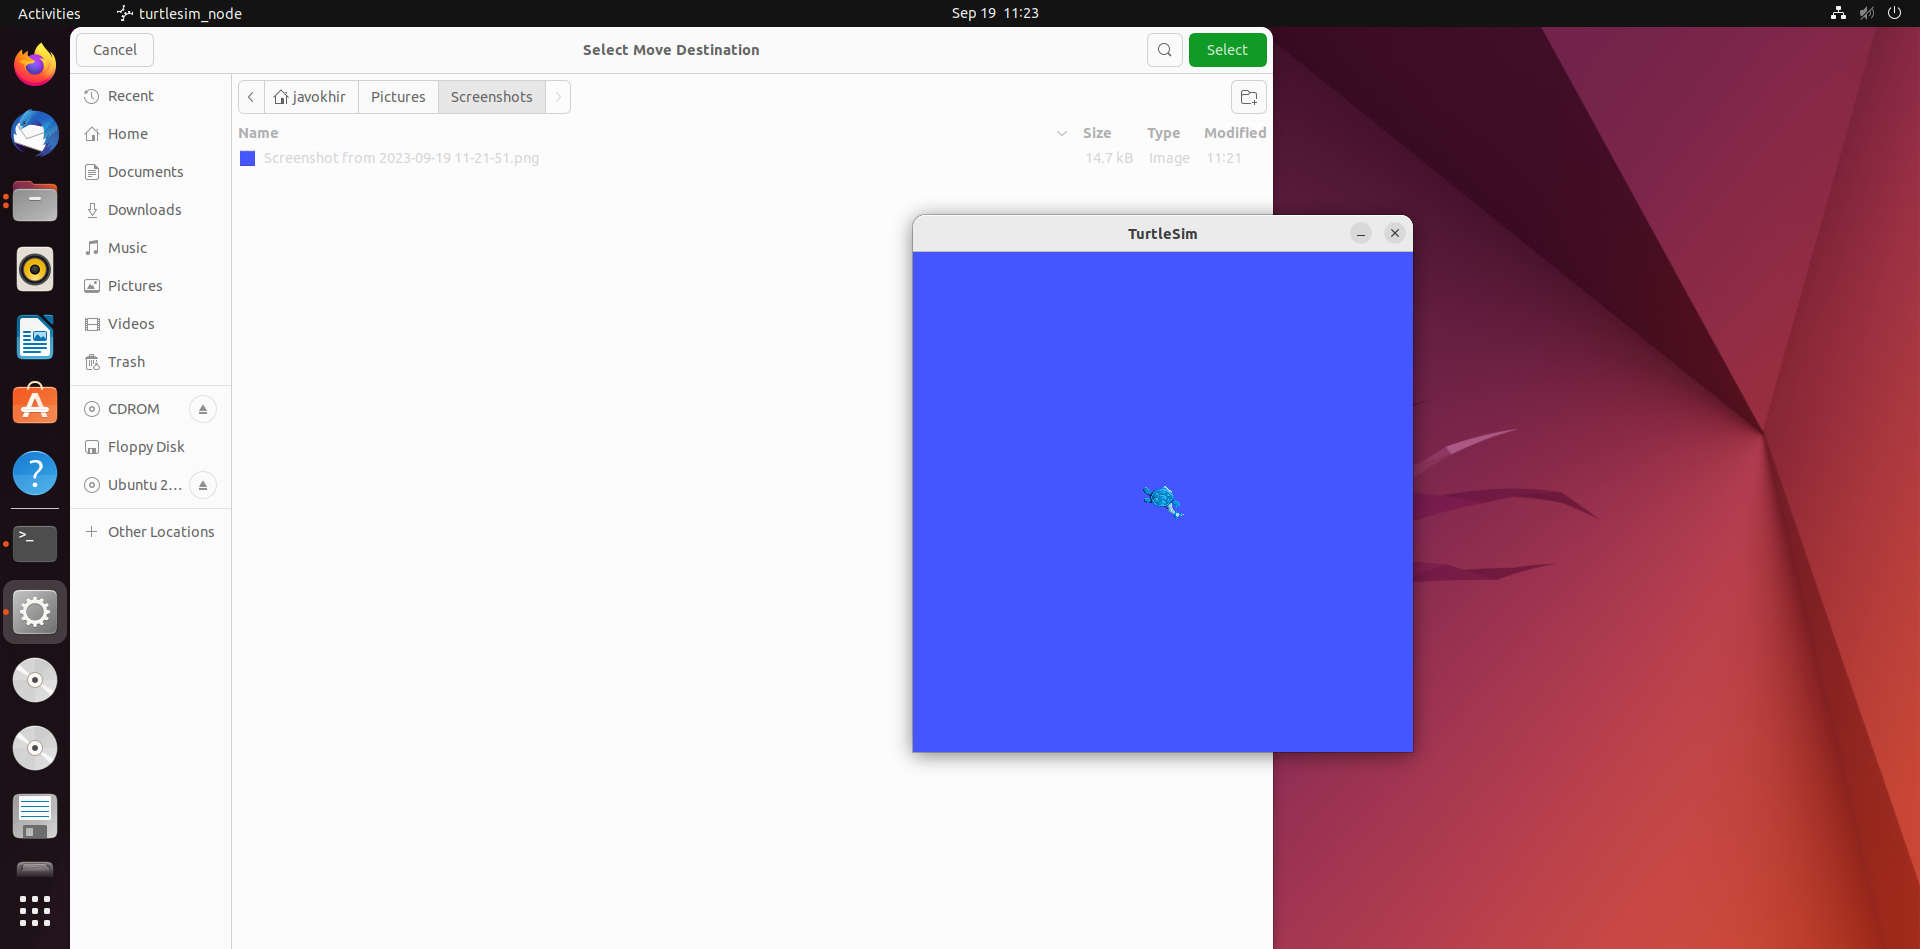 Activities turtlesim_node Sep 19 11:23
Cancel Select Move Destination Select
Recent
Home
Documents
Downloads
Music
Pictures
Videos
Trash
CDROM
Floppy Disk
Ubuntu 2...
+ Other Locations
javokhir Pictures Screenshots
Name Size Type Modified
Screenshot from 2023-09-19 11-21-51.png 14.7 kB Image 11:21
TurtleSim
>_
?